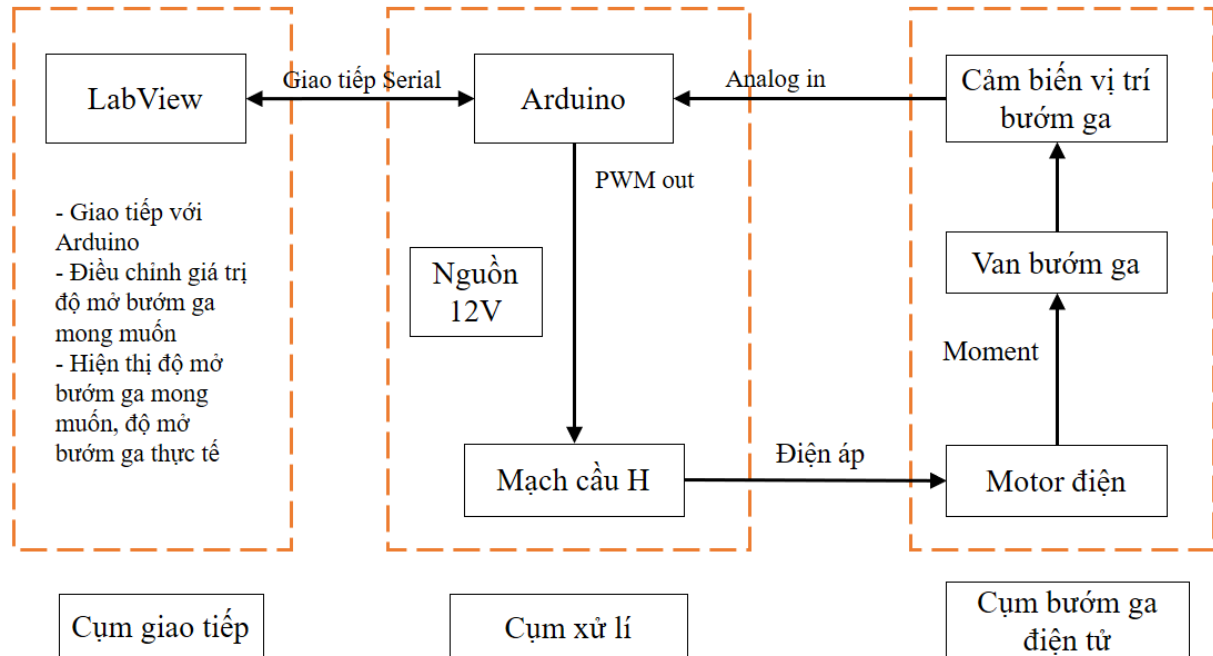 LabView
Giao tiếp Serial
Arduino
Analog in
Cảm biến vị trí
bướm ga
PWM out
- Giao tiếp với
Arduino
- Điều chỉnh giá trị
độ mở bướm ga
mong muốn
- Hiện thị độ mở
bướm ga mong
muốn, độ mở
bướm ga thực tế
Nguồn
12V
Van bướm ga
Moment
Mạch cầu H
Điện áp
Motor điện
Cụm giao tiếp
Cụm xử lí
Cụm bướm ga
điện tử